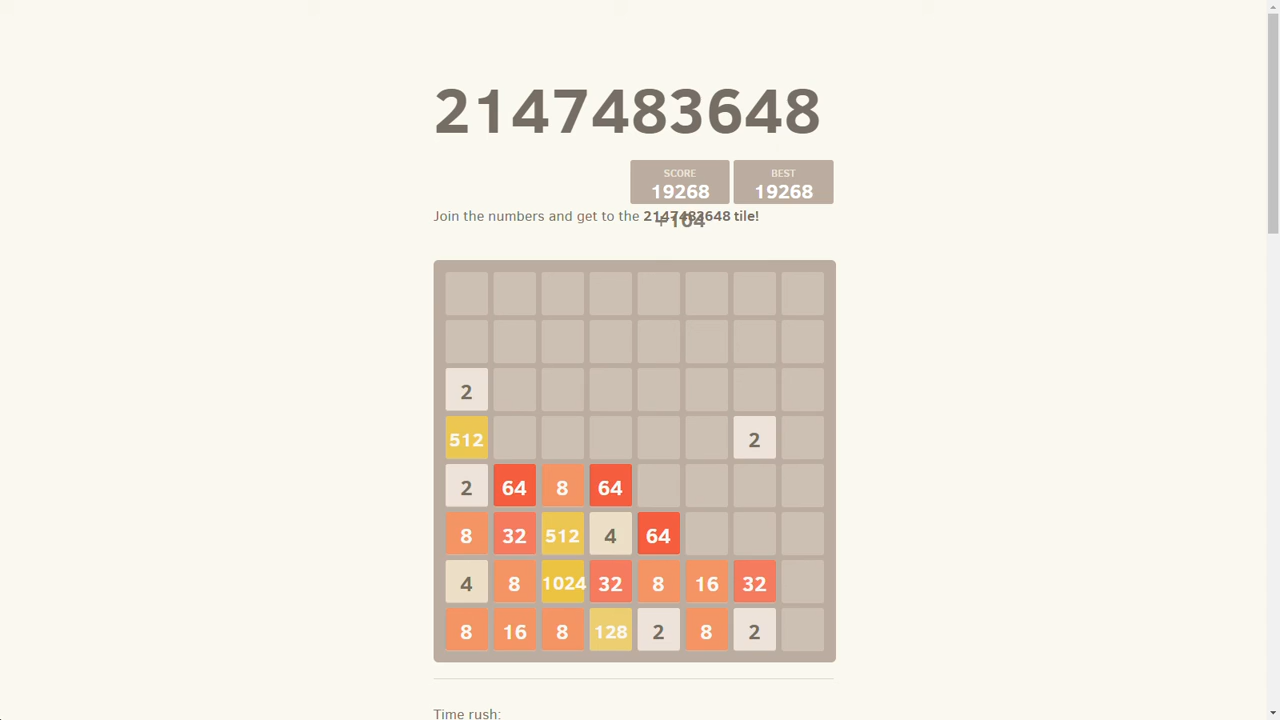 2147483648
SCORE BEST
19268 19268
Join the numbers and get to the 2147483648 tile!
+104
2
512 2
2 64 8 64
8 32 512 4 64
4 8 1024 32 8 16 32
8 16 8 128 2 8 2
Time rush: